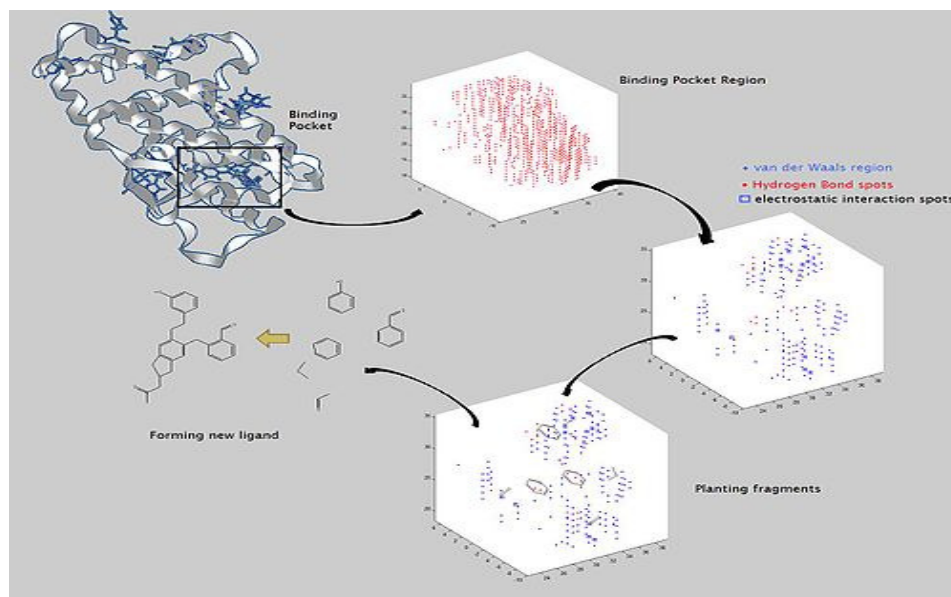 Binding
Pocket
Binding Pocket Region
van der Waals region
Hydrogen Bond spots
electrostatic interaction spots
Forming new ligand
Planting fragments